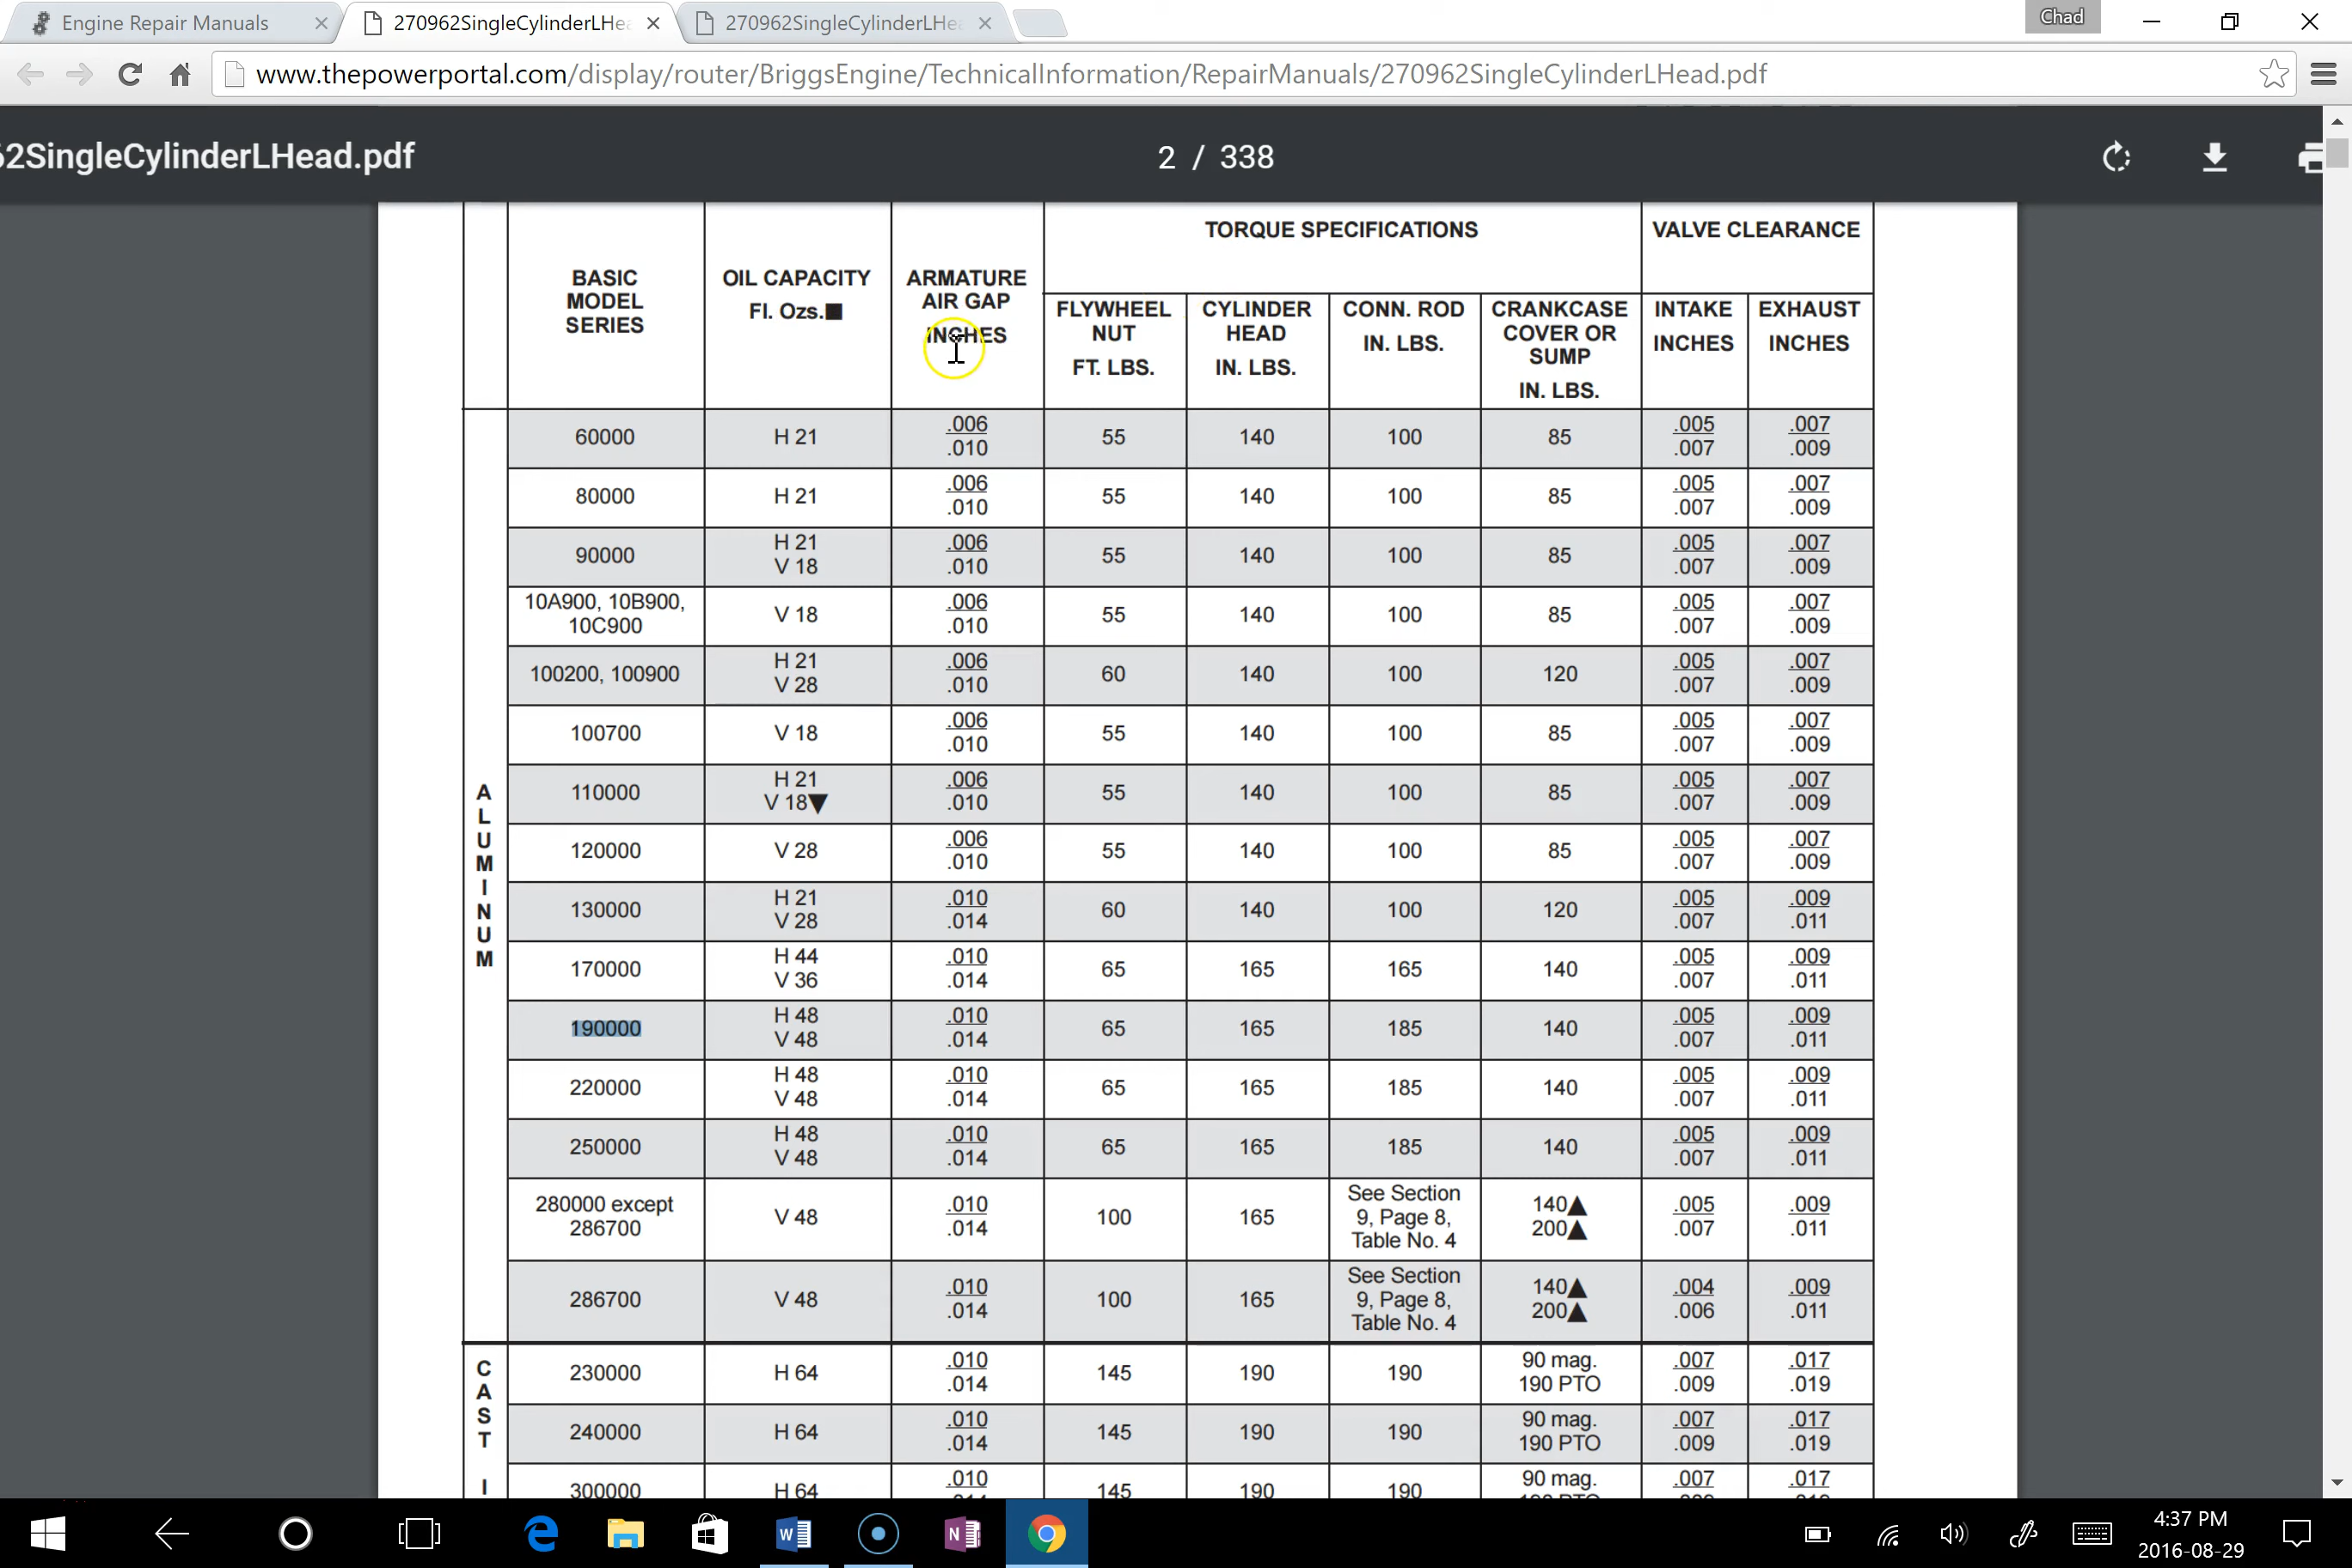 Engine Repair Manuals
270962SingleCylinderLHe
270962SingleCylinderLHe
Chad
www.thepowerportal.com/display/router/BriggsEngine/TechnicalInformation/RepairManuals/270962SingleCylinderLHead.pdf
62SingleCylinderLHead.pdf
2 / 338
TORQUE SPECIFICATIONS VALVE CLEARANCE
BASIC
MODEL
SERIES
OIL CAPACITY
Fl. Ozs.■
ARMATURE
AIR GAP
INCHES
FLYWHEEL
NUT
FT. LBS.
CYLINDER
HEAD
IN. LBS.
CONN. ROD
IN. LBS.
CRANKCASE
COVER OR
SUMP
IN. LBS.
INTAKE
INCHES
EXHAUST
INCHES
ALUMINUM
60000 H 21 .006 .010 55 140 100 85 .005 .007 .007 .009
80000 H 21 .006 .010 55 140 100 85 .005 .007 .007 .009
90000 H 21 V 18 .006 .010 55 140 100 85 .005 .007 .007 .009
10A900, 10B900, 10C900 V 18 .006 .010 55 140 100 85 .005 .007 .007 .009
100200, 100900 H 21 V 28 .006 .010 60 140 100 120 .005 .007 .007 .009
100700 V 18 .006 .010 55 140 100 85 .005 .007 .007 .009
110000 H 21 V 18▼ .006 .010 55 140 100 85 .005 .007 .007 .009
120000 V 28 .006 .010 55 140 100 85 .005 .007 .007 .009
130000 H 21 V 28 .010 .014 60 140 100 120 .005 .007 .009 .011
170000 H 44 V 36 .010 .014 65 165 165 140 .005 .007 .009 .011
190000 H 48 V 48 .010 .014 65 165 185 140 .005 .007 .009 .011
220000 H 48 V 48 .010 .014 65 165 185 140 .005 .007 .009 .011
250000 H 48 V 48 .010 .014 65 165 185 140 .005 .007 .009 .011
280000 except 286700 V 48 .010 .014 100 165 See Section 9, Page 8, Table No. 4 140▲ 200▲ .005 .007 .009 .011
286700 V 48 .010 .014 100 165 See Section 9, Page 8, Table No. 4 140▲ 200▲ .004 .006 .009 .011
CAST I
230000 H 64 .010 .014 145 190 190 90 mag. 190 PTO .007 .009 .017 .019
240000 H 64 .010 .014 145 190 190 90 mag. 190 PTO .007 .009 .017 .019
300000 H 64 .010 145 190 190 90 mag. .007 .017
4:37 PM
2016-08-29